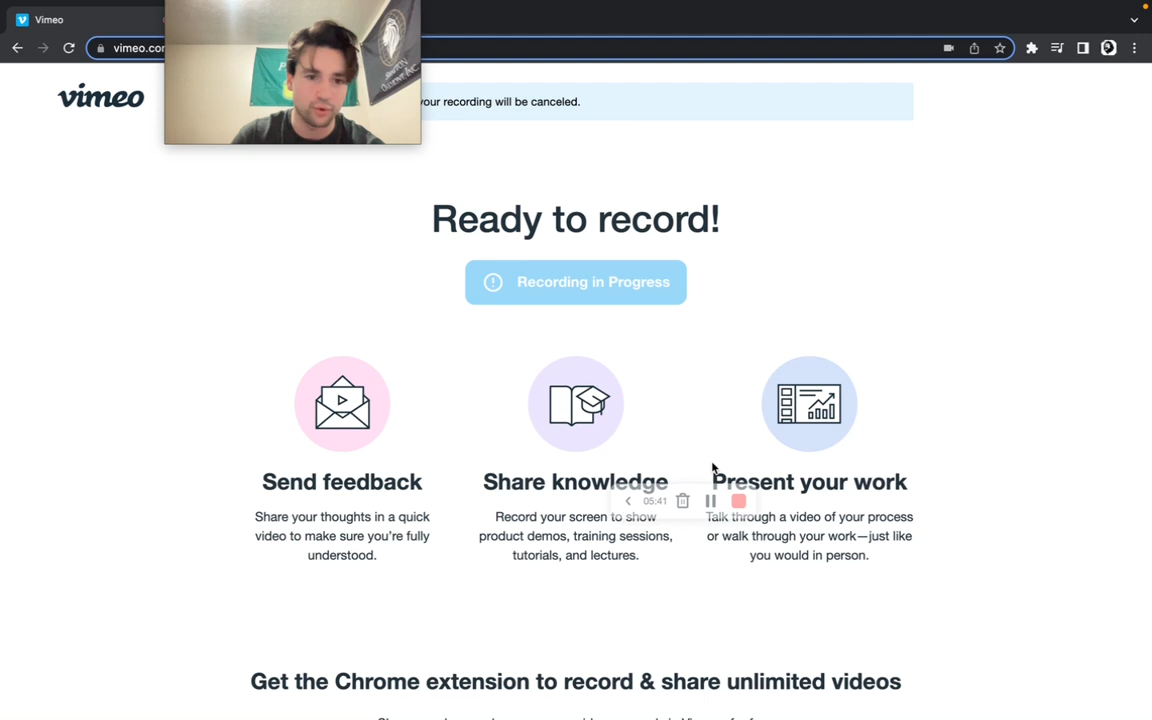 Vimeo
vimeo.com
vimeo
your recording will be canceled.
Ready to record!
Recording in Progress
Send feedback
Share your thoughts in a quick
video to make sure you're fully
understood.
Share knowledge
Record your screen to show
product demos, training sessions,
tutorials, and lectures.
Present your work
Talk through a video of your process
or walk through your work—just like
you would in person.
05:41
Get the Chrome extension to record & share unlimited videos